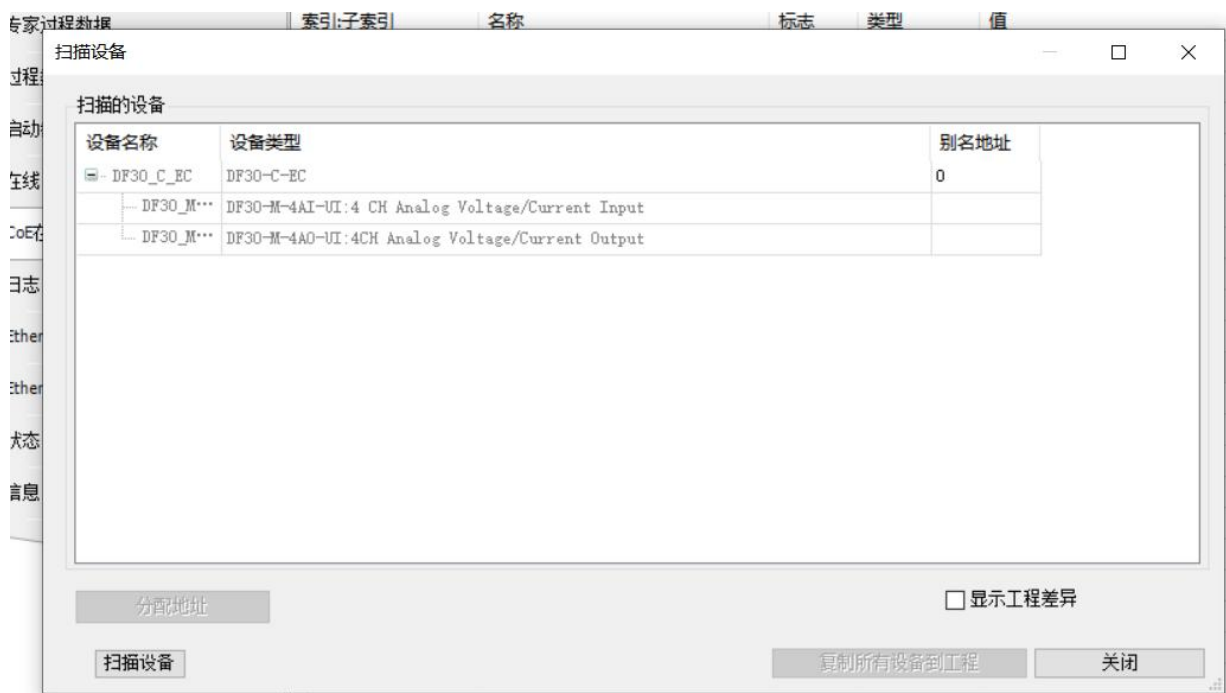 专家过程数据 索引:子索引 名称 标志 类型 值
扫描设备
过程
扫描的设备
启动
设备名称 设备类型 别名地址
在线
DF30_C_EC DF30-C-EC 0
DF30_M… DF30-M-4AI-UI:4 CH Analog Voltage/Current Input
CoE在
DF30_M… DF30-M-4AO-UI:4CH Analog Voltage/Current Output
日志
Ether
Ether
状态
信息
分配地址 显示工程差异
扫描设备 复制所有设备到工程 关闭